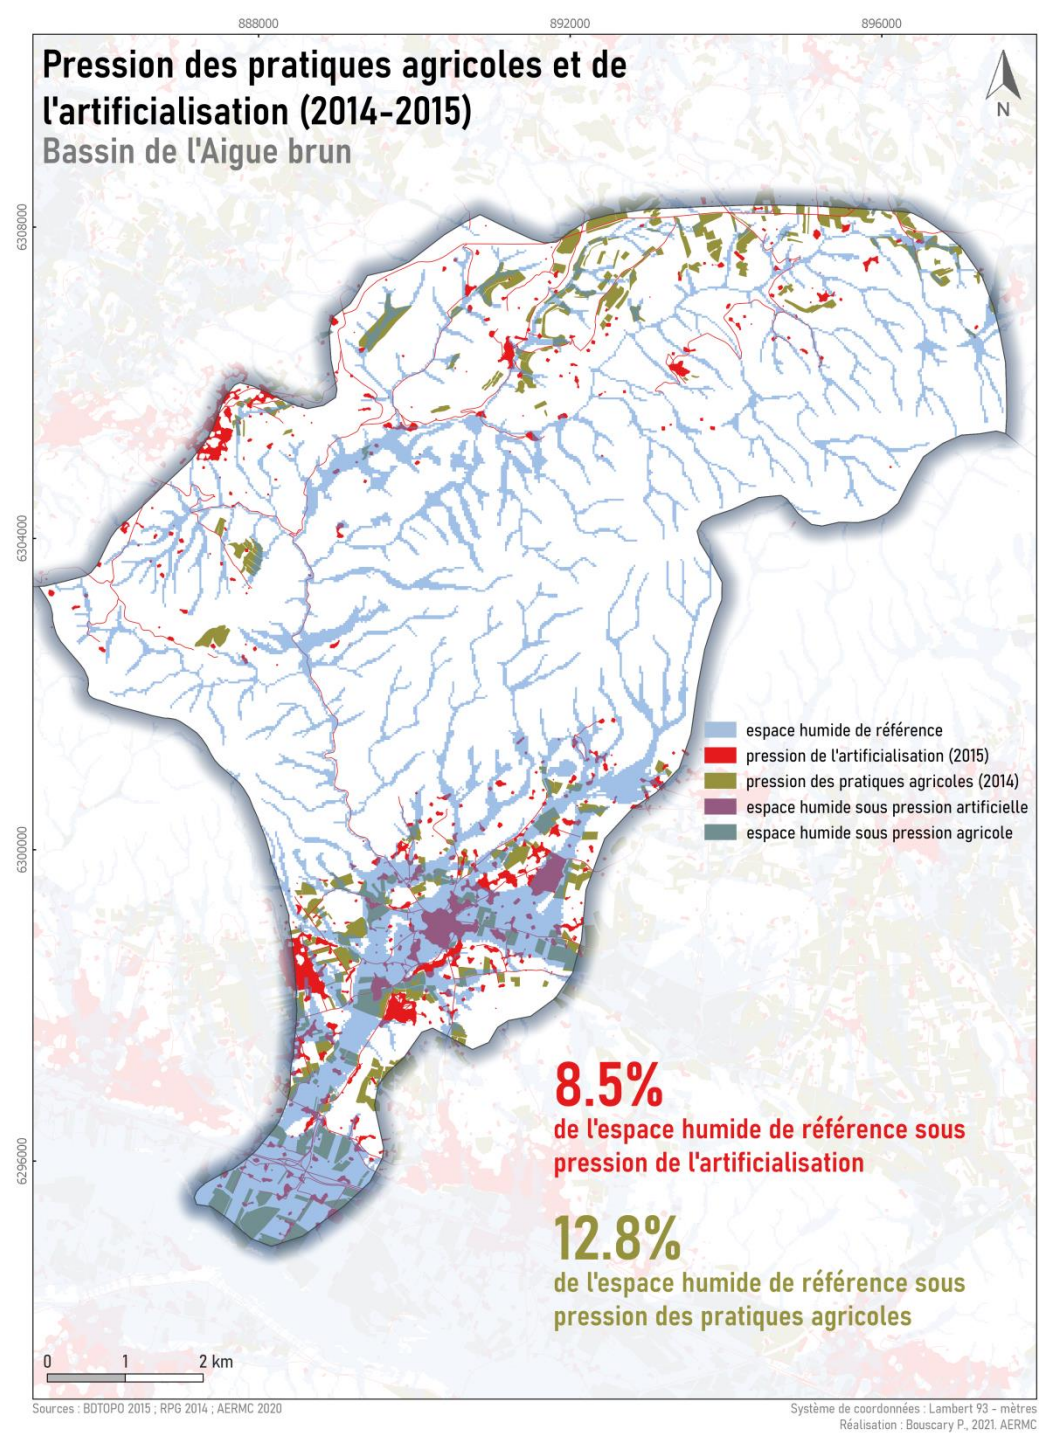 888000
892000
896000
Pression des pratiques agricoles et de
l'artificialisation (2014-2015)
Bassin de l'Aigue brun
N
6308000
6304000
6300000
6296000
espace humide de référence
pression de l'artificialisation (2015)
pression des pratiques agricoles (2014)
espace humide sous pression artificielle
espace humide sous pression agricole
8.5%
de l'espace humide de référence sous
pression de l'artificialisation
12.8%
de l'espace humide de référence sous
pression des pratiques agricoles
0 1 2 km
Sources : BDTOPO 2015 ; RPG 2014 ; AERMC 2020
Système de coordonnées : Lambert 93 - mètres
Réalisation : Bouscary P., 2021. AERMC